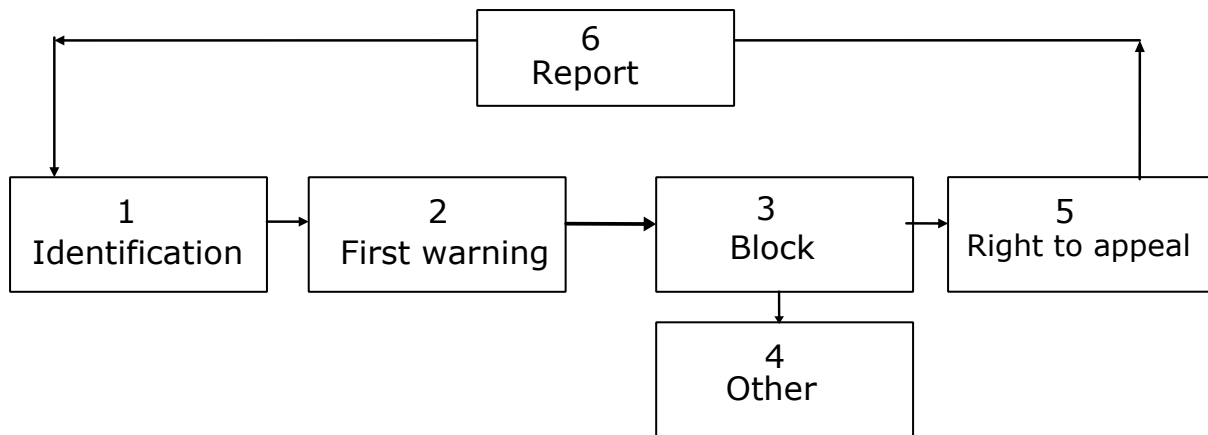 6
Report
1
Identification
2
First warning
3
Block
5
Right to appeal
4
Other